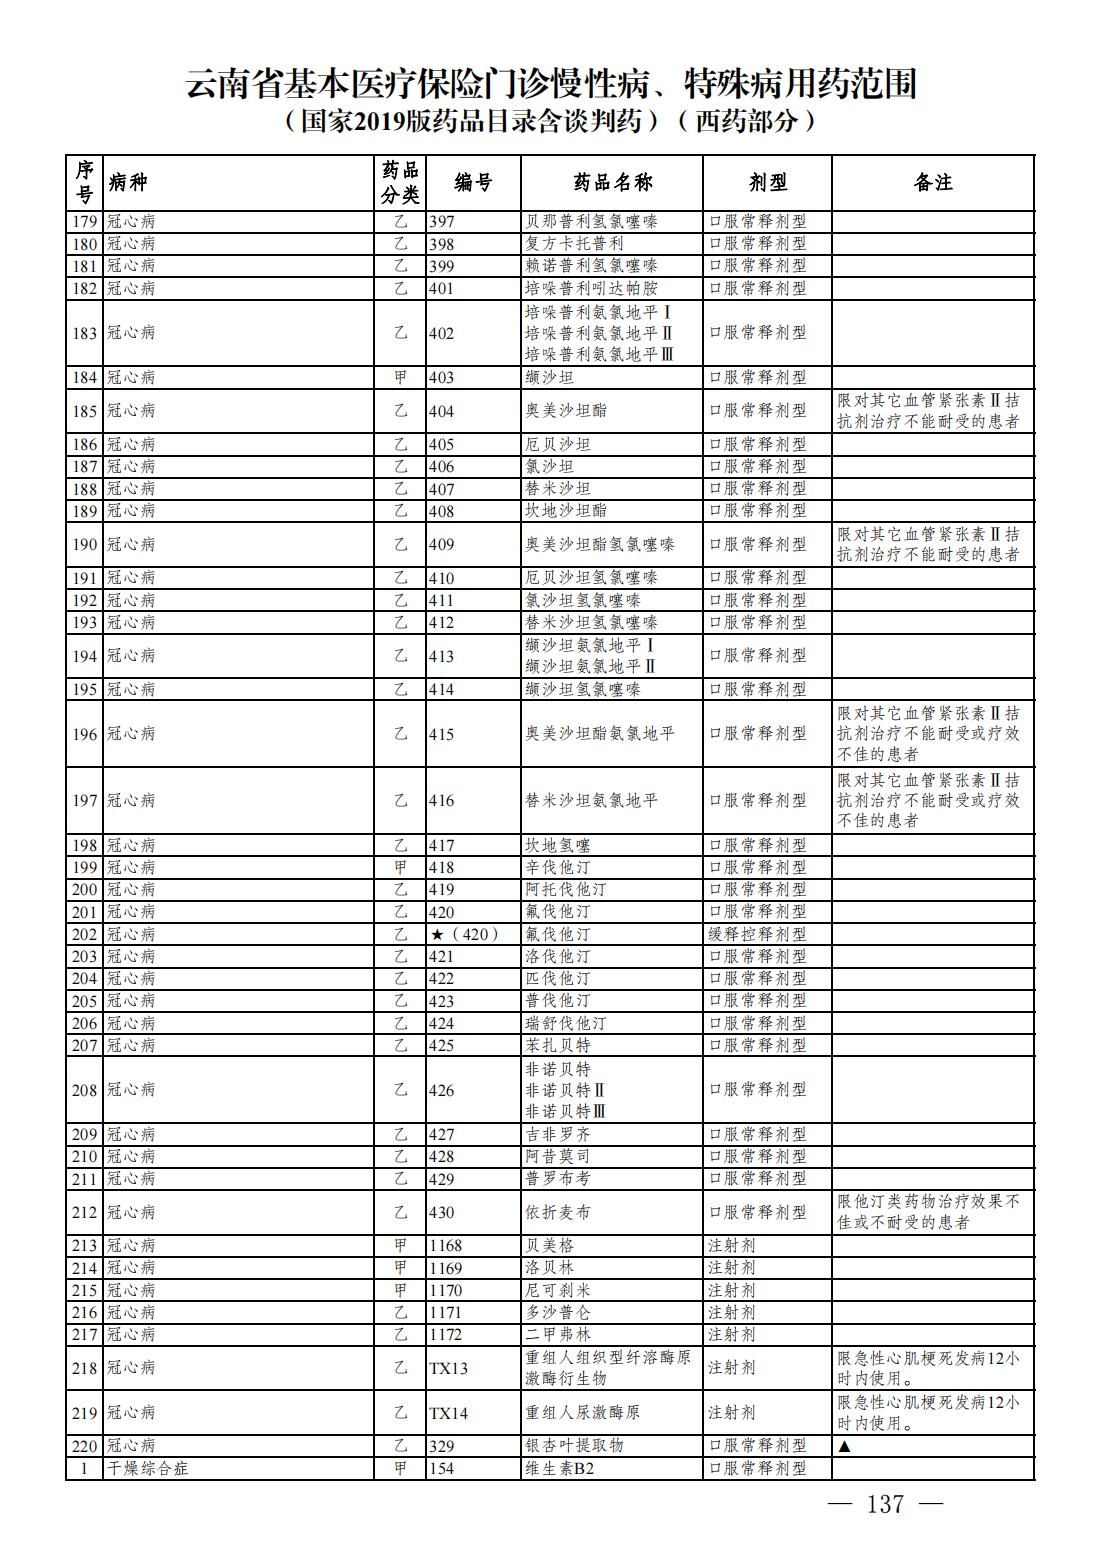 云南省基本医疗保险门诊慢性病、特殊病用药范围
（国家2019版药品目录含谈判药）（西药部分）
序号 病种 药品分类 编号 药品名称 剂型 备注
179 冠心病 乙 397 贝那普利氢氯噻嗪 口服常释剂型
180 冠心病 乙 398 复方卡托普利 口服常释剂型
181 冠心病 乙 399 赖诺普利氢氯噻嗪 口服常释剂型
182 冠心病 乙 401 培哚普利吲达帕胺 口服常释剂型
183 冠心病 乙 402 培哚普利氨氯地平Ⅰ
培哚普利氨氯地平Ⅱ
培哚普利氨氯地平Ⅲ 口服常释剂型
184 冠心病 甲 403 缬沙坦 口服常释剂型
185 冠心病 乙 404 奥美沙坦酯 口服常释剂型 限对其它血管紧张素Ⅱ拮
抗剂治疗不能耐受的患者
186 冠心病 乙 405 厄贝沙坦 口服常释剂型
187 冠心病 乙 406 氯沙坦 口服常释剂型
188 冠心病 乙 407 替米沙坦 口服常释剂型
189 冠心病 乙 408 坎地沙坦酯 口服常释剂型
190 冠心病 乙 409 奥美沙坦酯氢氯噻嗪 口服常释剂型 限对其它血管紧张素Ⅱ拮
抗剂治疗不能耐受的患者
191 冠心病 乙 410 厄贝沙坦氢氯噻嗪 口服常释剂型
192 冠心病 乙 411 氯沙坦氢氯噻嗪 口服常释剂型
193 冠心病 乙 412 替米沙坦氢氯噻嗪 口服常释剂型
194 冠心病 乙 413 缬沙坦氨氯地平Ⅰ
缬沙坦氨氯地平Ⅱ 口服常释剂型
195 冠心病 乙 414 缬沙坦氢氯噻嗪 口服常释剂型
196 冠心病 乙 415 奥美沙坦酯氨氯地平 口服常释剂型 限对其它血管紧张素Ⅱ拮
抗剂治疗不能耐受或疗效
不佳的患者
197 冠心病 乙 416 替米沙坦氨氯地平 口服常释剂型 限对其它血管紧张素Ⅱ拮
抗剂治疗不能耐受或疗效
不佳的患者
198 冠心病 乙 417 坎地氢噻 口服常释剂型
199 冠心病 甲 418 辛伐他汀 口服常释剂型
200 冠心病 乙 419 阿托伐他汀 口服常释剂型
201 冠心病 乙 420 氟伐他汀 口服常释剂型
202 冠心病 乙 ★（420） 氟伐他汀 缓释控释剂型
203 冠心病 乙 421 洛伐他汀 口服常释剂型
204 冠心病 乙 422 匹伐他汀 口服常释剂型
205 冠心病 乙 423 普伐他汀 口服常释剂型
206 冠心病 乙 424 瑞舒伐他汀 口服常释剂型
207 冠心病 乙 425 苯扎贝特 口服常释剂型
208 冠心病 乙 426 非诺贝特
非诺贝特Ⅱ
非诺贝特Ⅲ 口服常释剂型
209 冠心病 乙 427 吉非罗齐 口服常释剂型
210 冠心病 乙 428 阿昔莫司 口服常释剂型
211 冠心病 乙 429 普罗布考 口服常释剂型
212 冠心病 乙 430 依折麦布 口服常释剂型 限他汀类药物治疗效果不
佳或不耐受的患者
213 冠心病 甲 1168 贝美格 注射剂
214 冠心病 甲 1169 洛贝林 注射剂
215 冠心病 甲 1170 尼可刹米 注射剂
216 冠心病 乙 1171 多沙普仑 注射剂
217 冠心病 乙 1172 二甲弗林 注射剂
218 冠心病 乙 TX13 重组人组织型纤溶酶原
激酶衍生物 注射剂 限急性心肌梗死发病12小
时内使用。
219 冠心病 乙 TX14 重组人尿激酶原 注射剂 限急性心肌梗死发病12小
时内使用。
220 冠心病 乙 329 银杏叶提取物 口服常释剂型 ▲
1 干燥综合症 甲 154 维生素B2 口服常释剂型
— 137 —